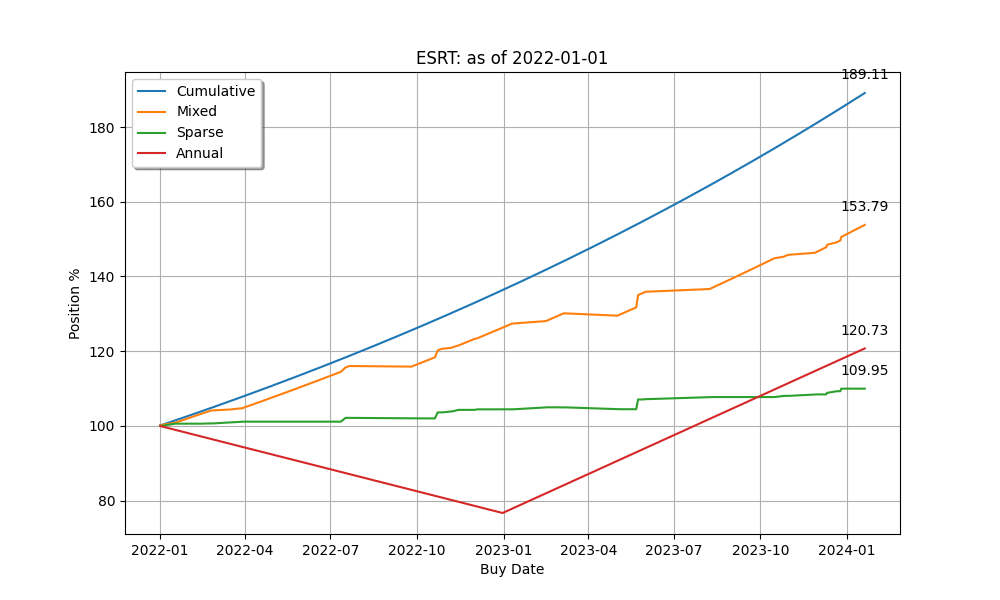 ESRT: as of 2022-01-01
189.11
Cumulative
Mixed
Sparse
Annual
180
160
153.79
140
120.73
120
109.95
100
80
Position %
2022-01 2022-04 2022-07 2022-10 2023-01 2023-04 2023-07 2023-10 2024-01
Buy Date